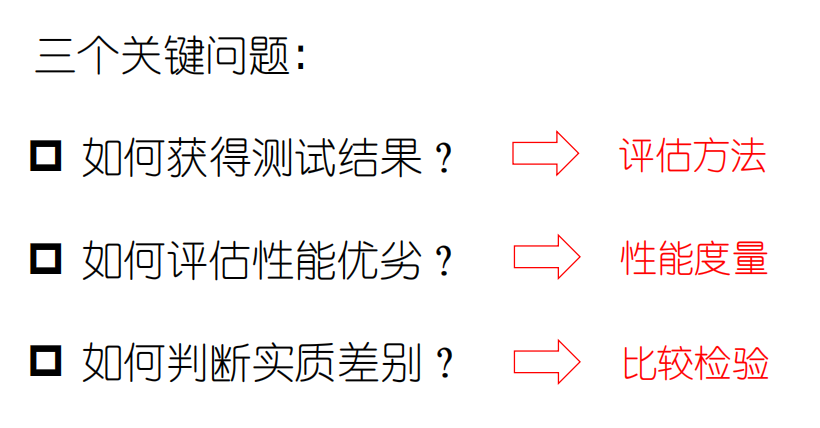 三个关键问题：
如何获得测试结果？ 评估方法
如何评估性能优劣？ 性能度量
如何判断实质差别？ 比较检验